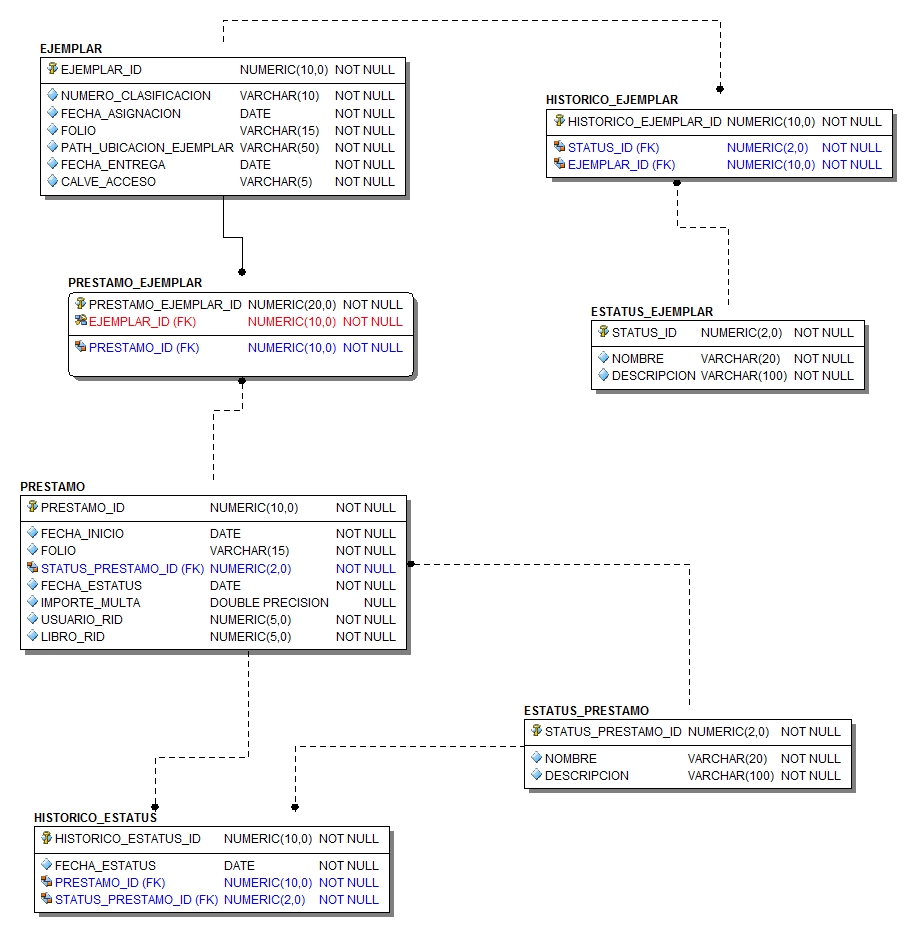 EJEMPLAR
EJEMPLAR_ID NUMERIC(10,0) NOT NULL
NUMERO_CLASIFICACION VARCHAR(10) NOT NULL
FECHA_ASIGNACION DATE NOT NULL
FOLIO VARCHAR(15) NOT NULL
PATH_UBICACION_EJEMPLAR VARCHAR(50) NOT NULL
FECHA_ENTREGA DATE NOT NULL
CALVE_ACCESO VARCHAR(5) NOT NULL
HISTORICO_EJEMPLAR
HISTORICO_EJEMPLAR_ID NUMERIC(10,0) NOT NULL
STATUS_ID (FK) NUMERIC(2,0) NOT NULL
EJEMPLAR_ID (FK) NUMERIC(10,0) NOT NULL
PRESTAMO_EJEMPLAR
PRESTAMO_EJEMPLAR_ID NUMERIC(20,0) NOT NULL
EJEMPLAR_ID (FK) NUMERIC(10,0) NOT NULL
PRESTAMO_ID (FK) NUMERIC(10,0) NOT NULL
ESTATUS_EJEMPLAR
STATUS_ID NUMERIC(2,0) NOT NULL
NOMBRE VARCHAR(20) NOT NULL
DESCRIPCION VARCHAR(100) NOT NULL
PRESTAMO
PRESTAMO_ID NUMERIC(10,0) NOT NULL
FECHA_INICIO DATE NOT NULL
FOLIO VARCHAR(15) NOT NULL
STATUS_PRESTAMO_ID (FK) NUMERIC(2,0) NOT NULL
FECHA_ESTATUS DATE NOT NULL
IMPORTE_MULTA DOUBLE PRECISION NULL
USUARIO_RID NUMERIC(5,0) NOT NULL
LIBRO_RID NUMERIC(5,0) NOT NULL
ESTATUS_PRESTAMO
STATUS_PRESTAMO_ID NUMERIC(2,0) NOT NULL
NOMBRE VARCHAR(20) NOT NULL
DESCRIPCION VARCHAR(100) NOT NULL
HISTORICO_ESTATUS
HISTORICO_ESTATUS_ID NUMERIC(10,0) NOT NULL
FECHA_ESTATUS DATE NOT NULL
PRESTAMO_ID (FK) NUMERIC(10,0) NOT NULL
STATUS_PRESTAMO_ID (FK) NUMERIC(2,0) NOT NULL